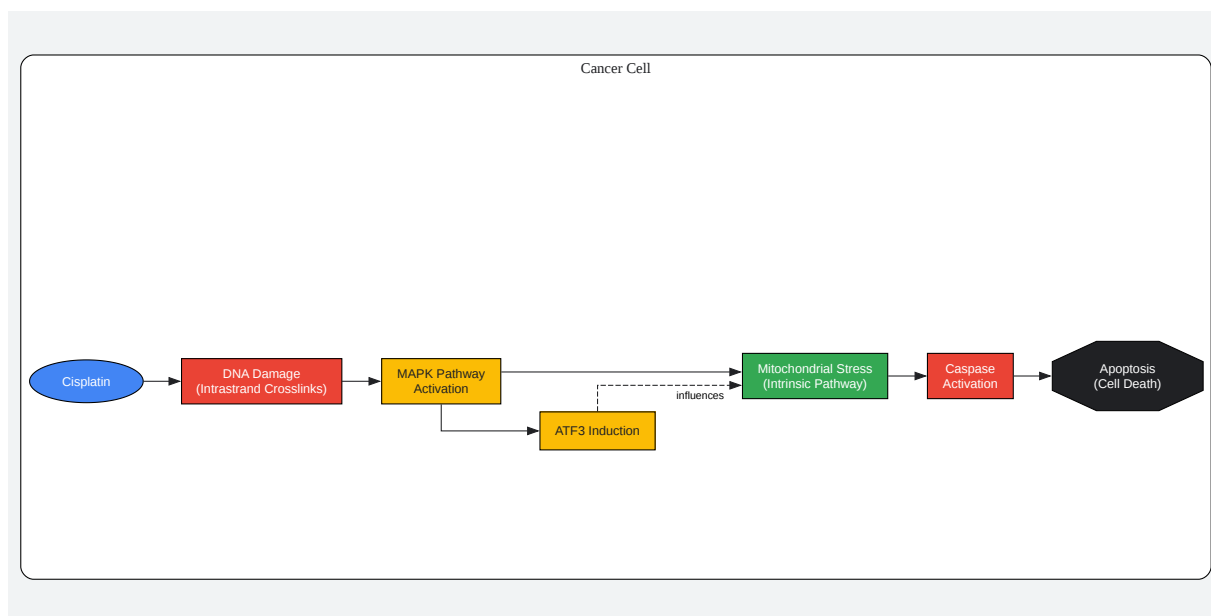 Cancer Cell
Cisplatin
DNA Damage
(Intrastrand Crosslinks)
MAPK Pathway
Activation
ATF3 Induction
influences
Mitochondrial Stress
(Intrinsic Pathway)
Caspase
Activation
Apoptosis
(Cell Death)